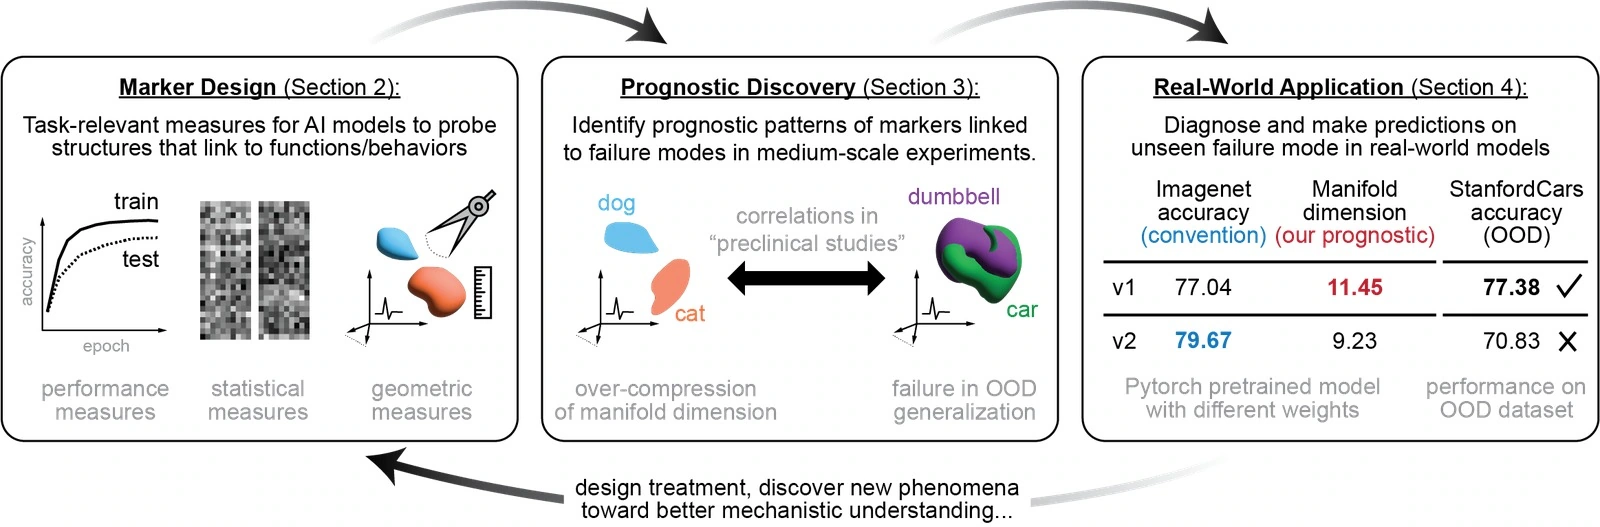 Marker Design (Section 2):
Task-relevant measures for AI models to probe
structures that link to functions/behaviors
accuracy
train
test
epoch
performance
measures
statistical
measures
geometric
measures
Prognostic Discovery (Section 3):
Identify prognostic patterns of markers linked
to failure modes in medium-scale experiments.
dog
cat
correlations in
"preclinical studies"
dumbbell
car
over-compression
of manifold dimension
failure in OOD
generalization
Real-World Application (Section 4):
Diagnose and make predictions on
unseen failure mode in real-world models
Imagenet
accuracy
(convention)
Manifold
dimension
(our prognostic)
StanfordCars
accuracy
(OOD)
v1 77.04 11.45 77.38
v2 79.67 9.23 70.83
Pytorch pretrained model
with different weights
performance on
OOD dataset
design treatment, discover new phenomena
toward better mechanistic understanding...